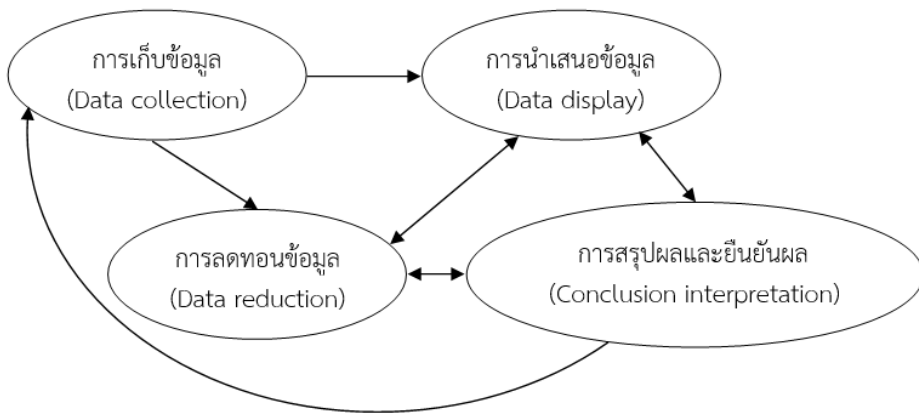 การเก็บข้อมูล
(Data collection)
การนำเสนอข้อมูล
(Data display)
การลดทอนข้อมูล
(Data reduction)
การสรุปผลและยืนยันผล
(Conclusion interpretation)